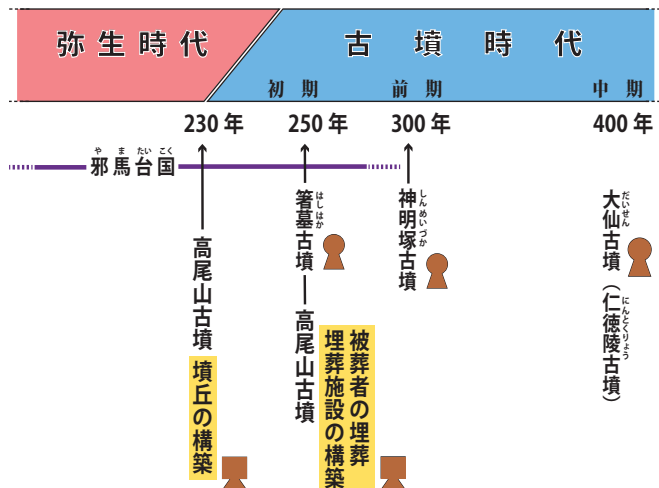 弥生時代
古墳時代
初期
前期
中期
230年
250年
300年
400年
やまたいこく
邪馬台国
高尾山古墳
墳丘の構築
はしはか
箸墓古墳
高尾山古墳
被葬者の埋葬
埋葬施設の構築
しんめいづか
神明塚古墳
だいせん
大仙古墳
にんとくりょう
（仁徳陵古墳）